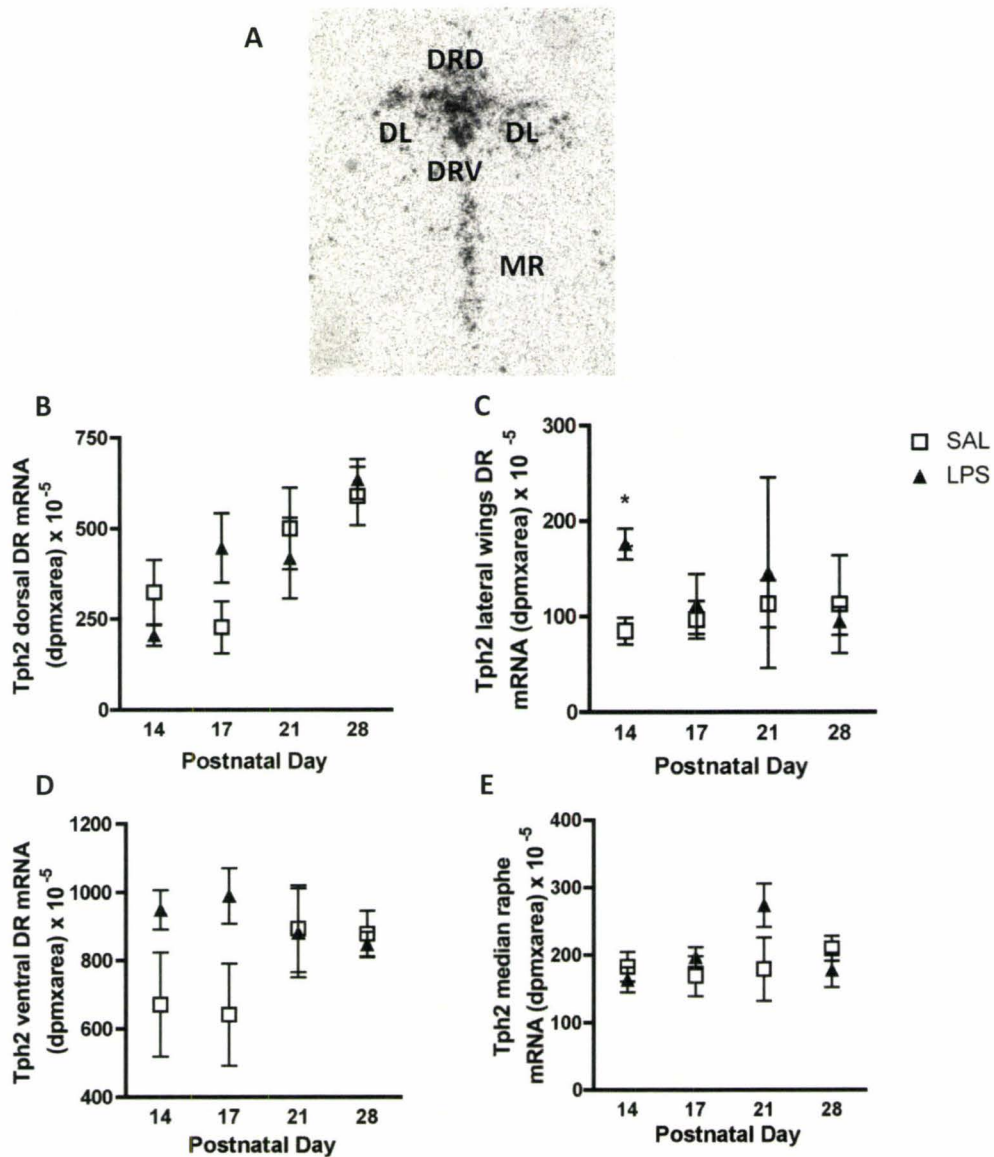 A
DRD
DL DL
DRV
MR
B
Tph2 dorsal DR mRNA
(dpmxarea) x 10 -5
750
500
250
0
14 17 21 28
Postnatal Day
C
Tph2 lateral wings DR
mRNA (dpmxarea) x 10 -5
300
200
100
0
*
14 17 21 28
Postnatal Day
SAL
LPS
D
Tph2 ventral DR mRNA
(dpmxarea) x 10 -5
1200
1000
800
600
400
14 17 21 28
Postnatal Day
E
Tph2 median raphe
mRNA (dpmxarea) x 10 -5
400
300
200
100
0
14 17 21 28
Postnatal Day